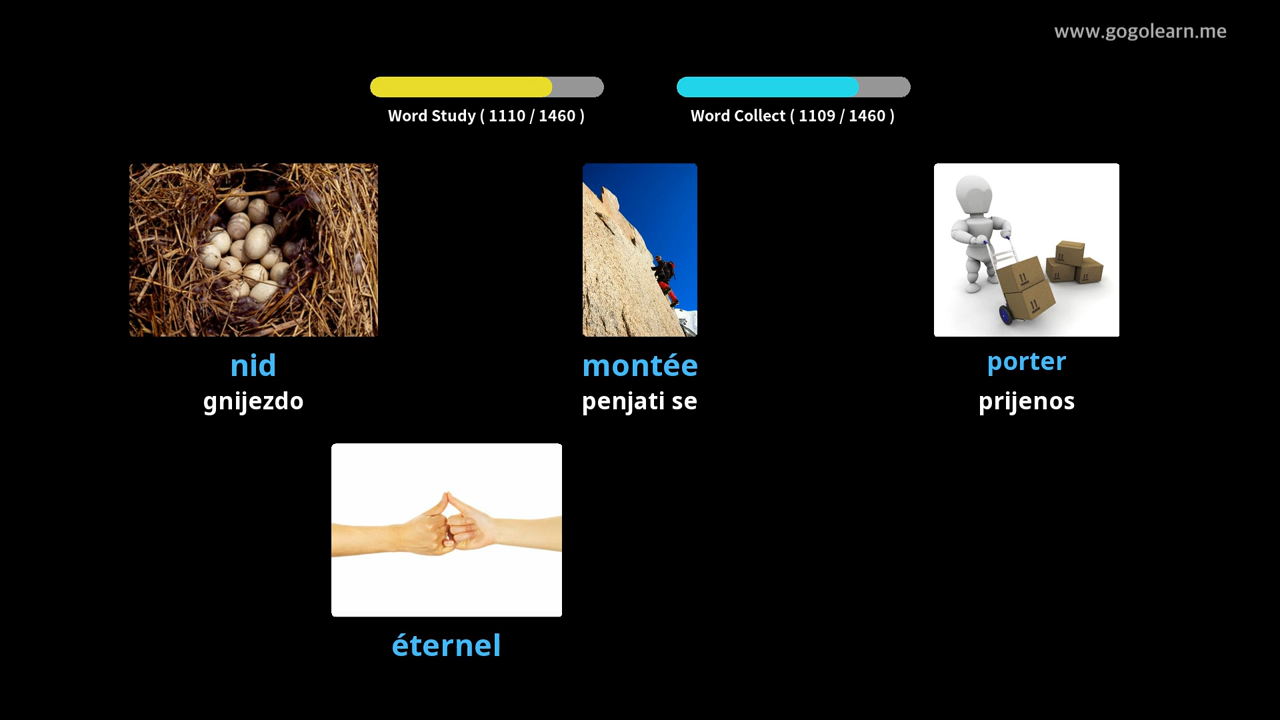 www.gogolearn.me
Word Study ( 1110 / 1460 )
Word Collect ( 1109 / 1460 )
nid
gnijezdo
montée
penjati se
porter
prijenos
éternel